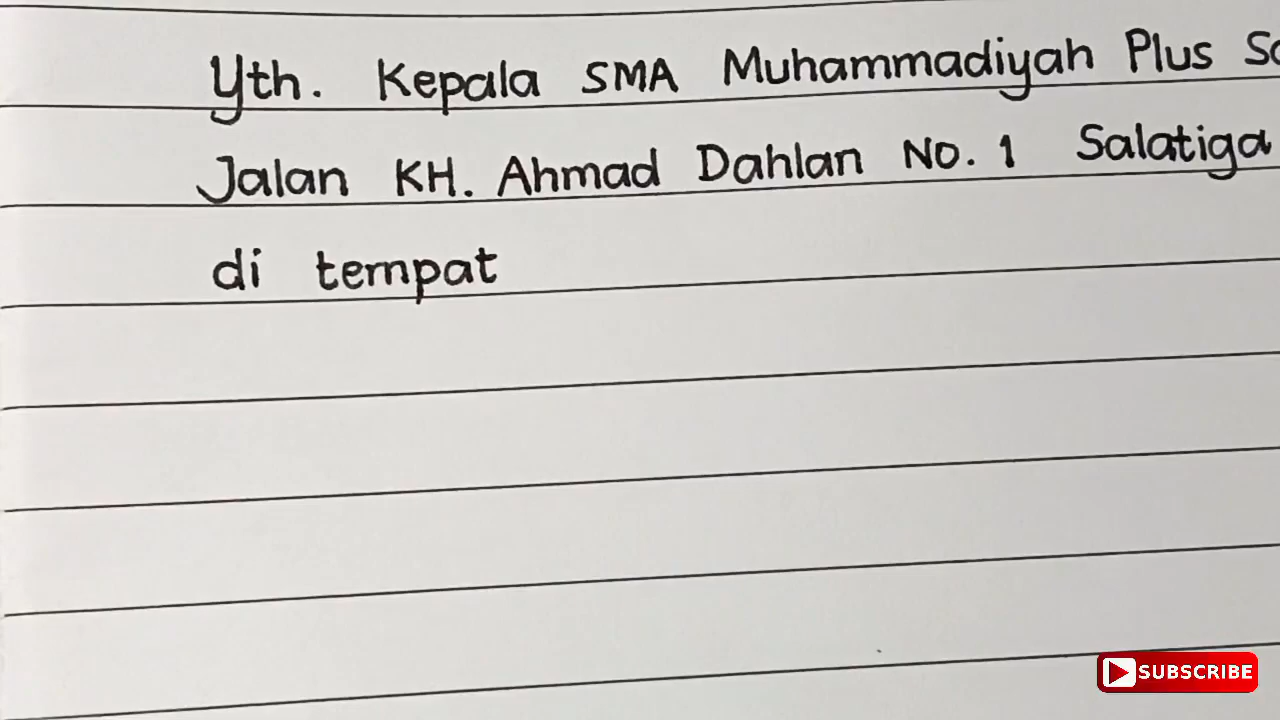 Yth. Kepala SMA Muhammadiyah Plus
Jalan KH. Ahmad Dahlan No. 1 Salatiga
di tempat
SUBSCRIBE